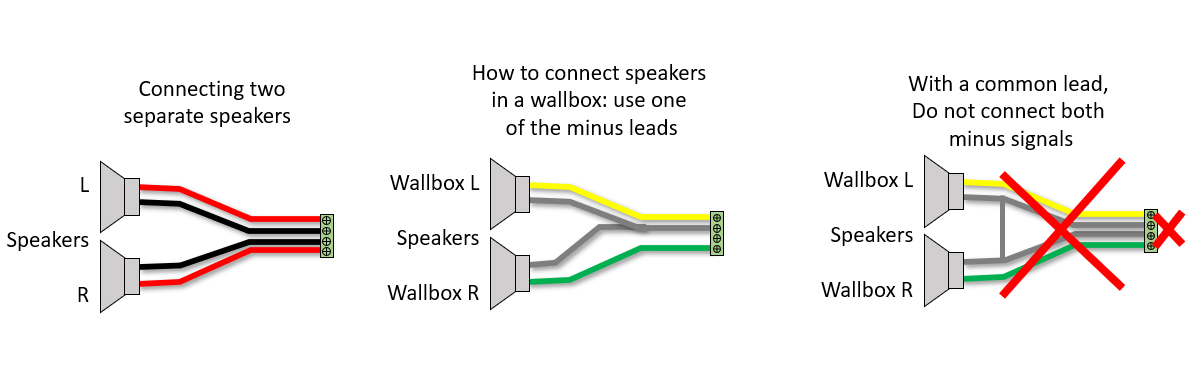 Connecting two
separate speakers
L
Speakers
R
How to connect speakers
in a wallbox: use one
of the minus leads
Wallbox L
Speakers
Wallbox R
With a common lead,
Do not connect both
minus signals
Wallbox L
Speakers
Wallbox R